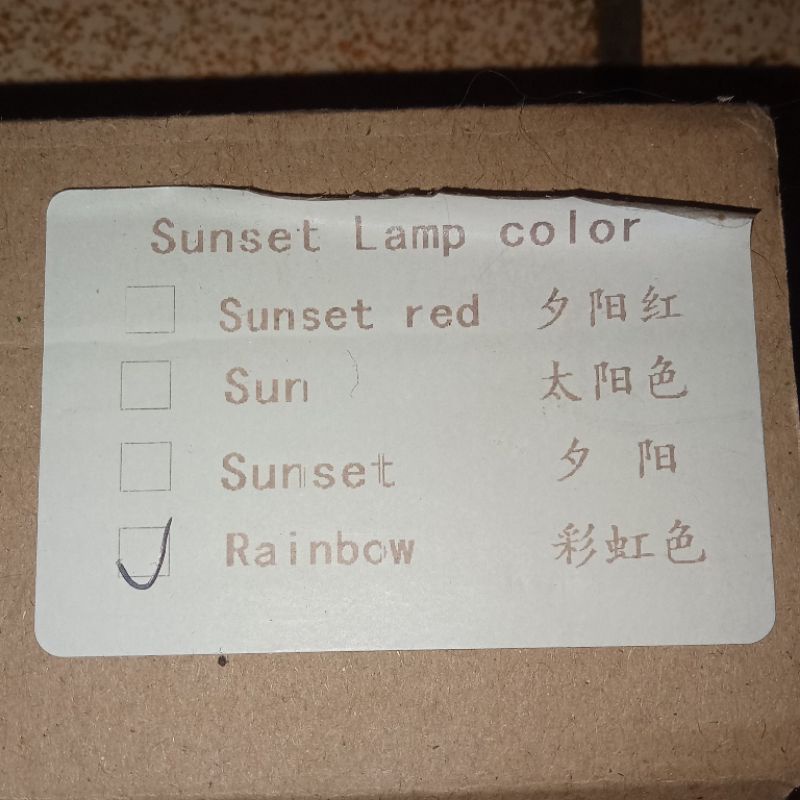 Sunset Lamp color
Sunset red 夕阳红
Sun 太阳色
Sunset 夕 阳
Rainbow 彩虹色